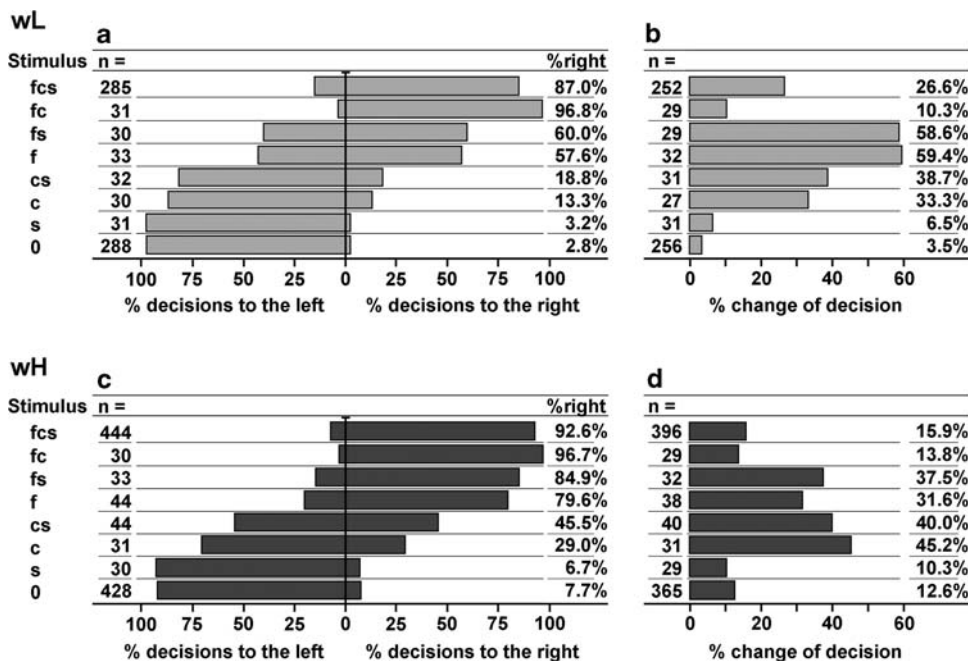 wL
a
b
Stimulus n = %right n =
fcs 285 87.0% 252 26.6%
fc 31 96.8% 29 10.3%
fs 30 60.0% 29 58.6%
f 33 57.6% 32 59.4%
cs 32 18.8% 31 38.7%
c 30 13.3% 27 33.3%
s 31 3.2% 31 6.5%
0 288 2.8% 256 3.5%
100 75 50 25 0 25 50 75 100 0 20 40 60
% decisions to the left % decisions to the right % change of decision
wH
c
d
Stimulus n = %right n =
fcs 444 92.6% 396 15.9%
fc 30 96.7% 29 13.8%
fs 33 84.9% 32 37.5%
f 44 79.6% 38 31.6%
cs 44 45.5% 40 40.0%
c 31 29.0% 31 45.2%
s 30 6.7% 29 10.3%
0 428 7.7% 365 12.6%
100 75 50 25 0 25 50 75 100 0 20 40 60
% decisions to the left % decisions to the right % change of decision